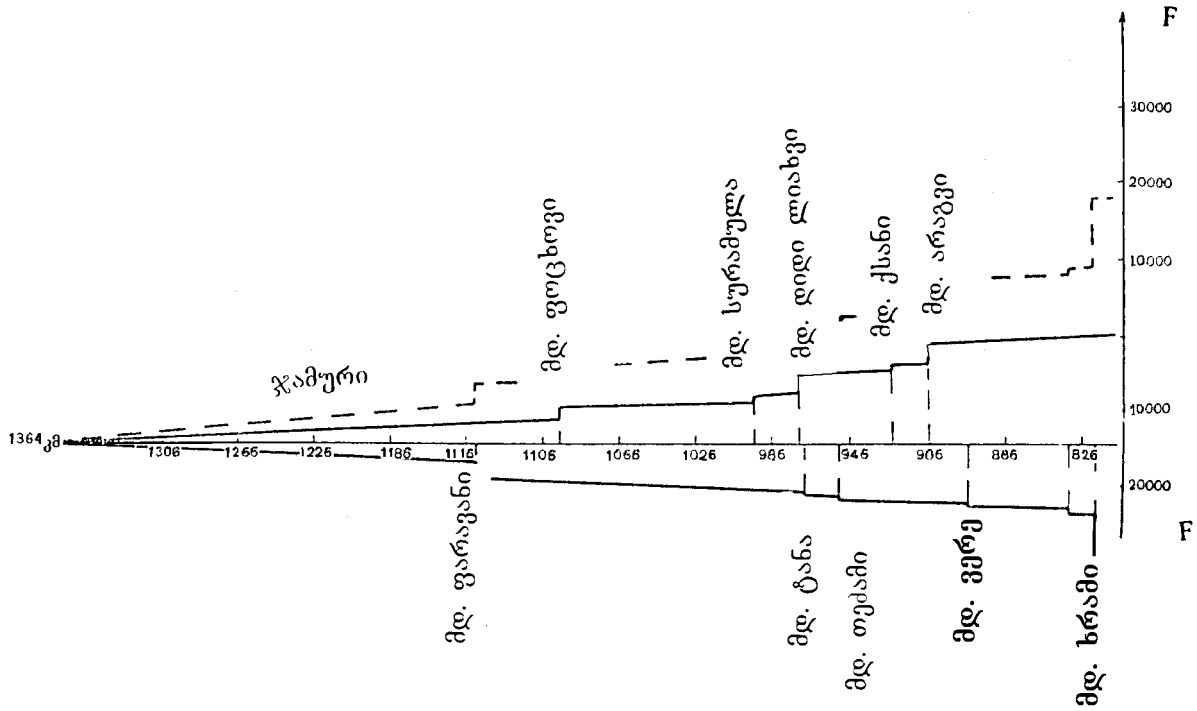 F
30000
20000
10000
მდ. ფოცხოვი
მდ. სურამულა
მდ. დიდი ლიახვი
მდ. ქსანი
მდ. არაგვი
ჯამური
10000
1364 კმ
1306 1266 1226 1186 1116 1106 1066 1026 986 946 906 886 826
20000
F
მდ. ფარავანი
მდ. ტანა
მდ. თეძამი
მდ. ვერე
მდ. ხრამი